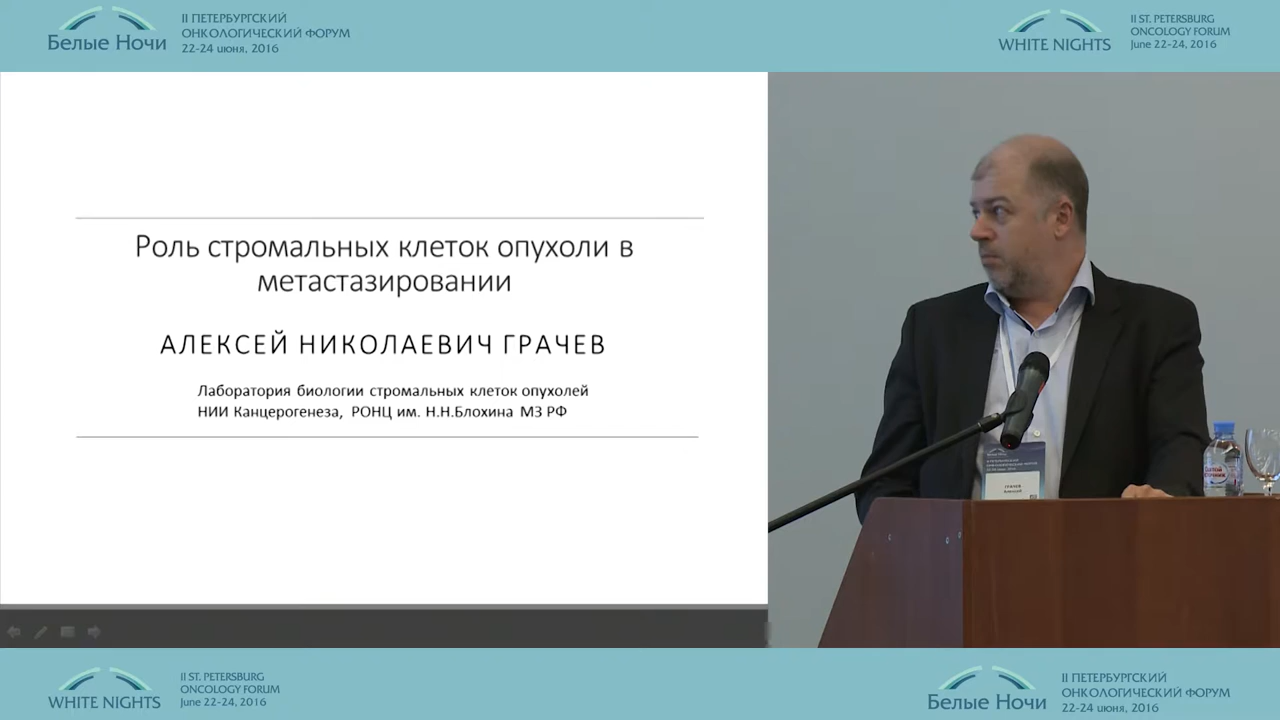 Белые Ночи
II ПЕТЕРБУРГСКИЙ
ОНКОЛОГИЧЕСКИЙ ФОРУМ
22-24 июня, 2016
WHITE NIGHTS
II ST. PETERSBURG
ONCOLOGY FORUM
June 22-24, 2016
Роль стромальных клеток опухоли в
метастазировании
АЛЕКСЕЙ НИКОЛАЕВИЧ ГРАЧЕВ
Лаборатория биологии стромальных клеток опухолей
НИИ Канцерогенеза, РОНЦ им. Н.Н.Блохина МЗ РФ
WHITE NIGHTS
II ST. PETERSBURG
ONCOLOGY FORUM
June 22-24, 2016
Белые Ночи
II ПЕТЕРБУРГСКИЙ
ОНКОЛОГИЧЕСКИЙ ФОРУМ
22-24 июня, 2016